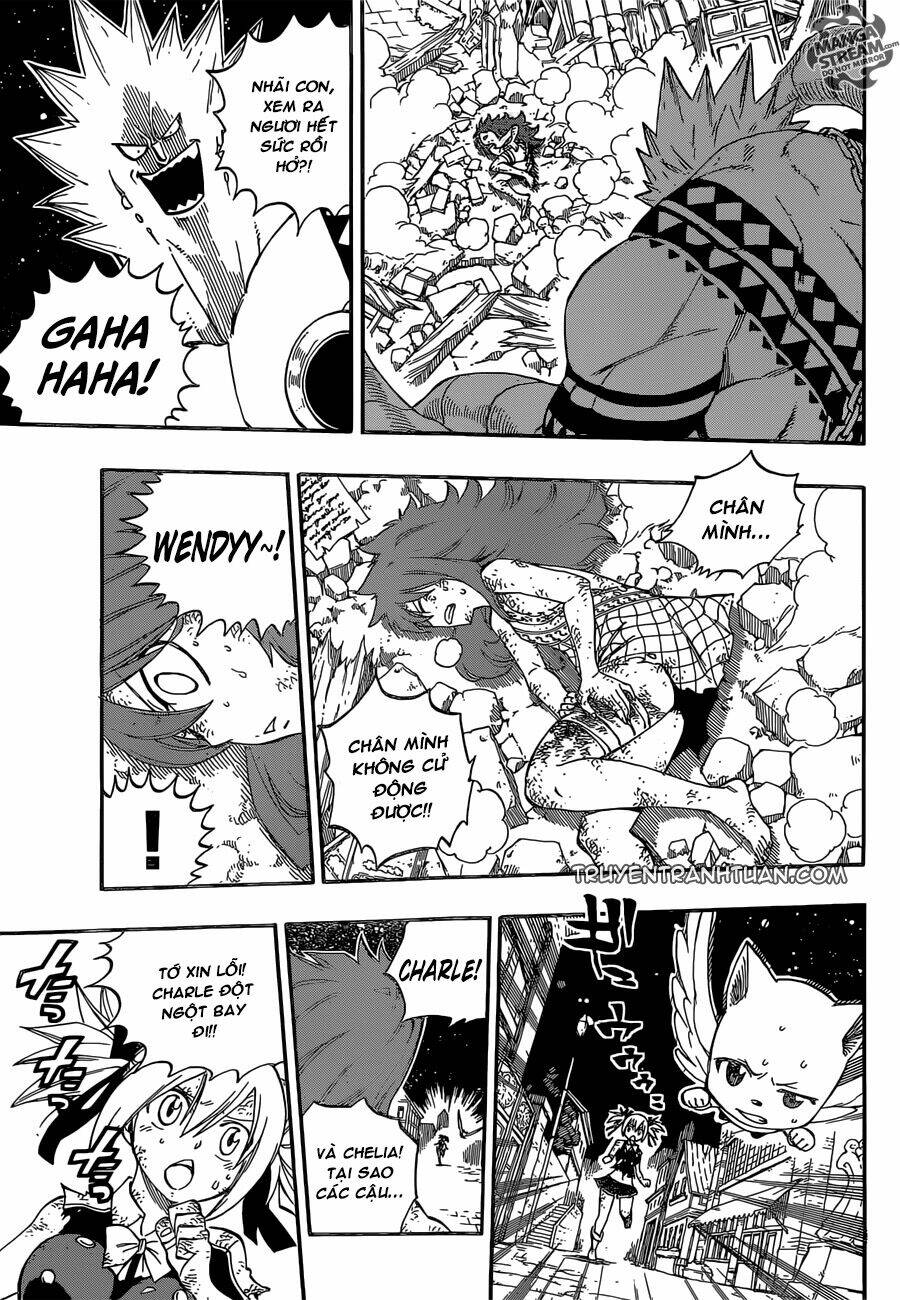 MANGA
STREAM.com
DO NOT MIRROR!
NHÃI CON,
XEM RA
NGƯƠI HẾT
SỨC RỒI
HỞ?!
GAHA
HAHA!
CHÂN
MÌNH...
CHÂN MÌNH
KHÔNG CỬ
ĐỘNG
ĐƯỢC!!
WENDYY~!
!
TRUYENTRANHTUAN.COM
CHARLE!
VÀ CHELIA!
TẠI SAO
CÁC CẬU...
TỚ XIN LỖI!
CHARLE ĐỘT
NGỘT BAY
ĐI!!